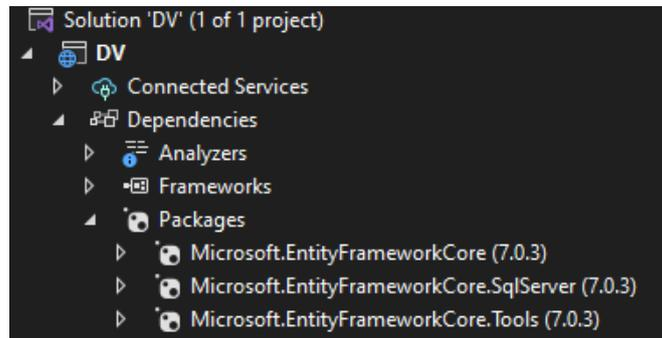 Solution 'DV' (1 of 1 project)
DV
Connected Services
Dependencies
Analyzers
Frameworks
Packages
Microsoft.EntityFrameworkCore (7.0.3)
Microsoft.EntityFrameworkCore.SqlServer (7.0.3)
Microsoft.EntityFrameworkCore.Tools (7.0.3)